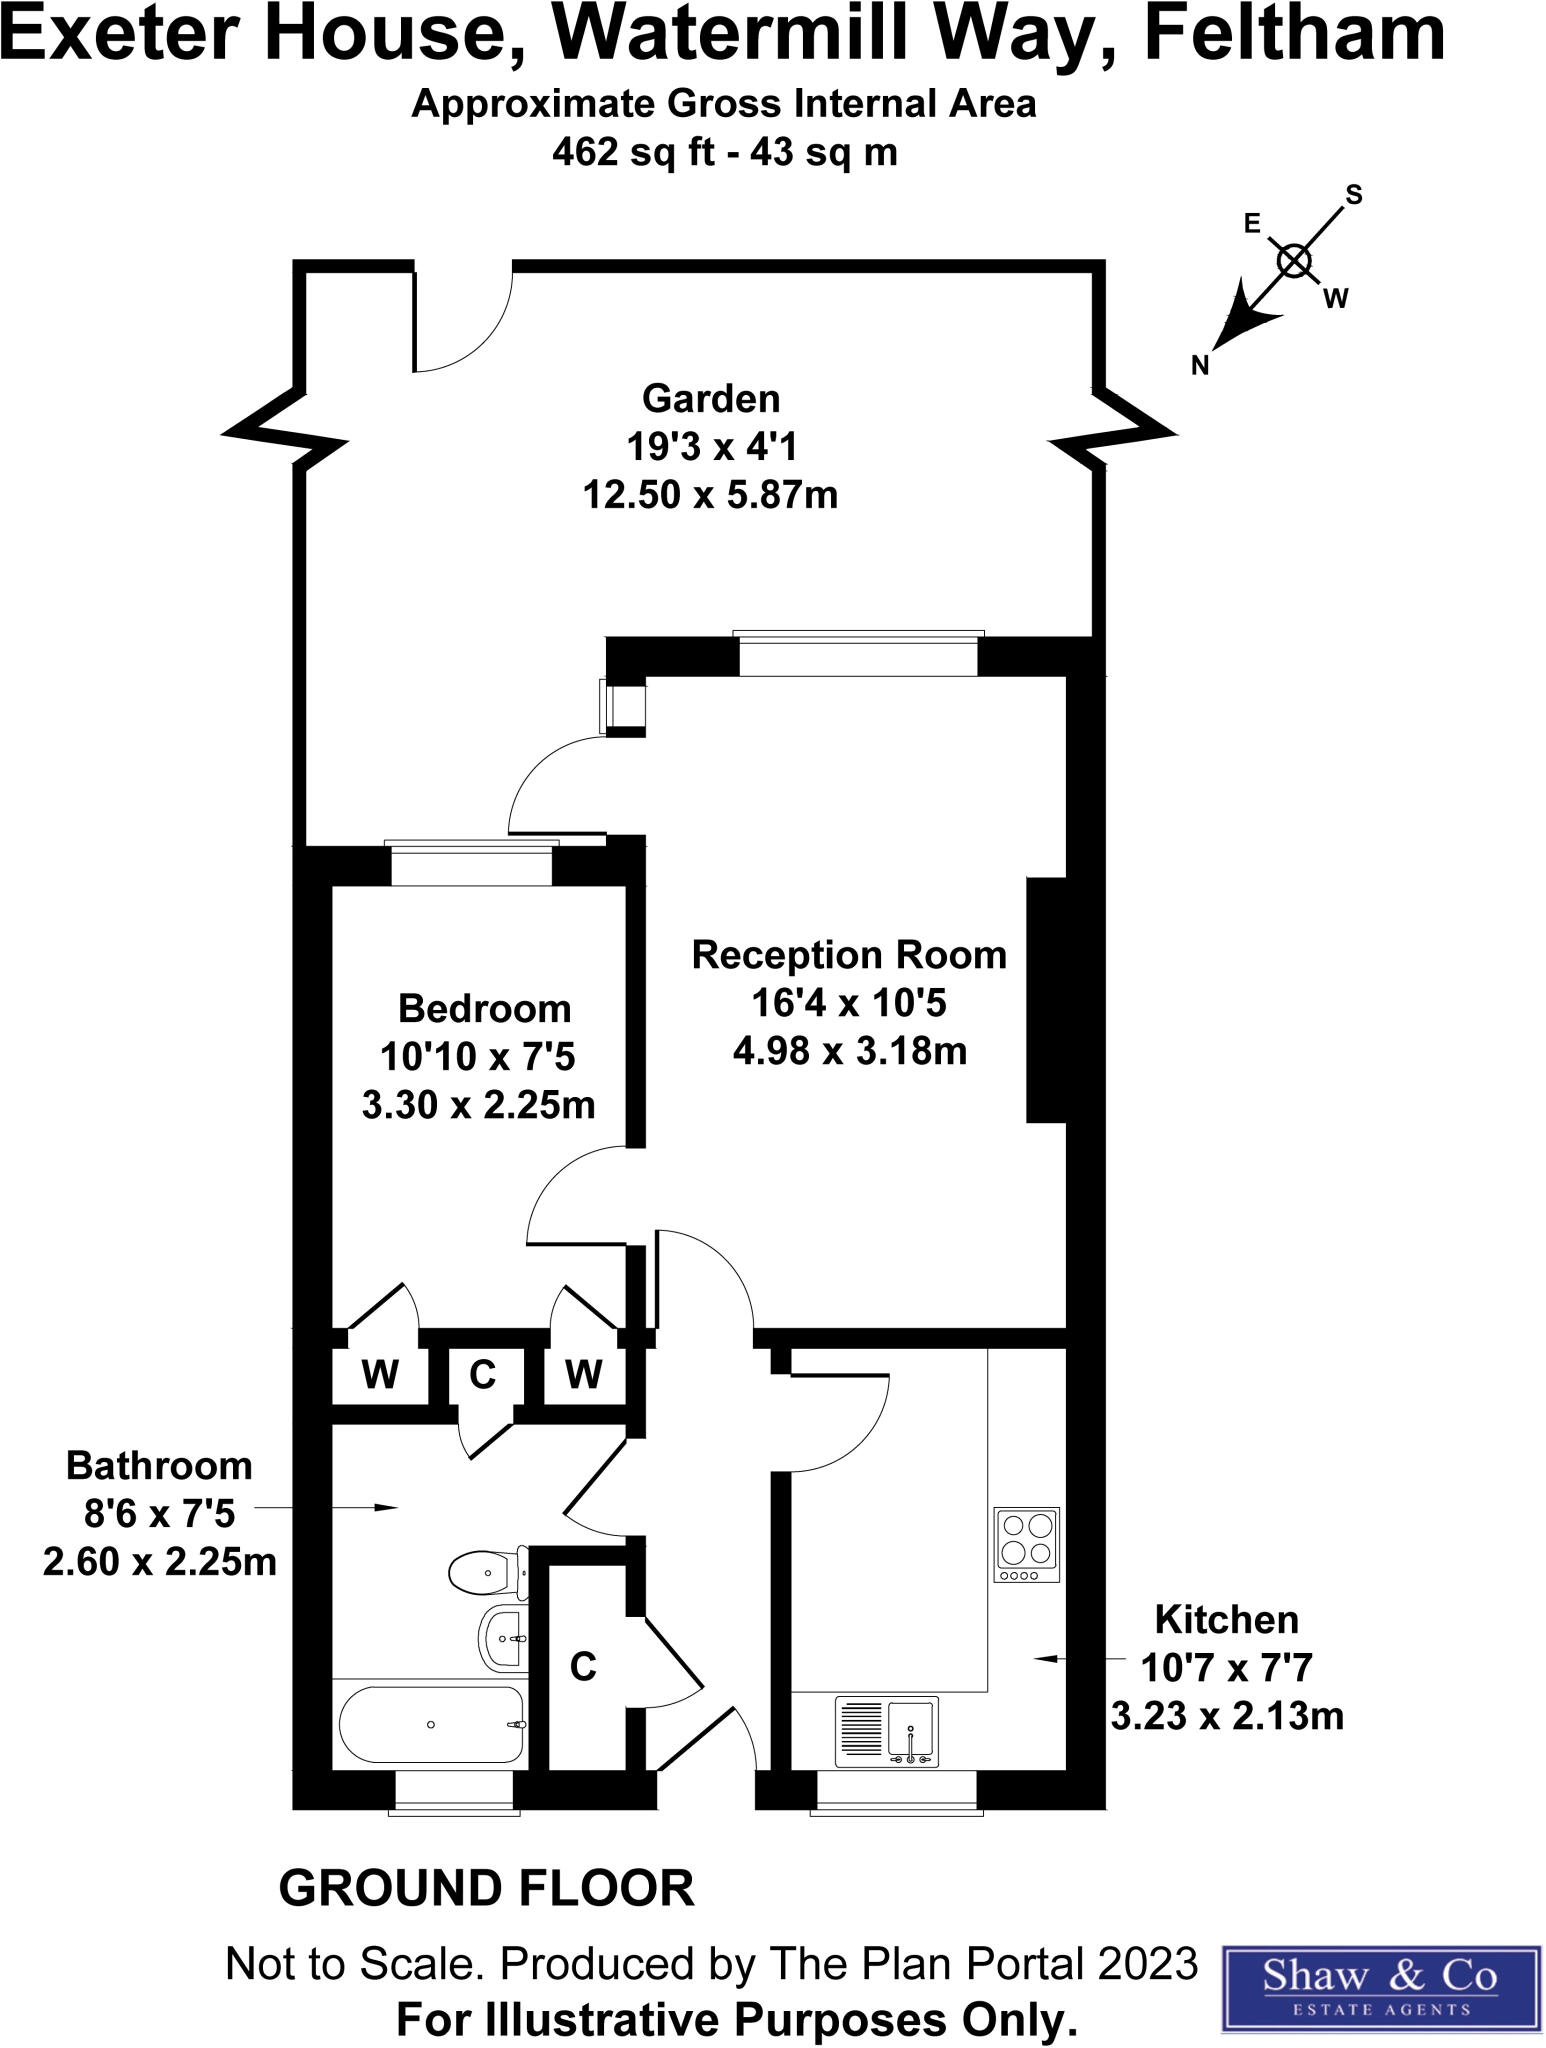 Exeter House, Watermill Way, Feltham
Approximate Gross Internal Area
462 sq ft - 43 sq m
S
E
W
N
Garden
19'3 x 4'1
12.50 x 5.87m
Reception Room
16'4 x 10'5
4.98 x 3.18m
Bedroom
10'10 x 7'5
3.30 x 2.25m
W
C
W
Bathroom
8'6 x 7'5
2.60 x 2.25m
C
Kitchen
10'7 x 7'7
3.23 x 2.13m
GROUND FLOOR
Not to Scale. Produced by The Plan Portal 2023
For Illustrative Purposes Only.
Shaw & Co
ESTATE AGENTS